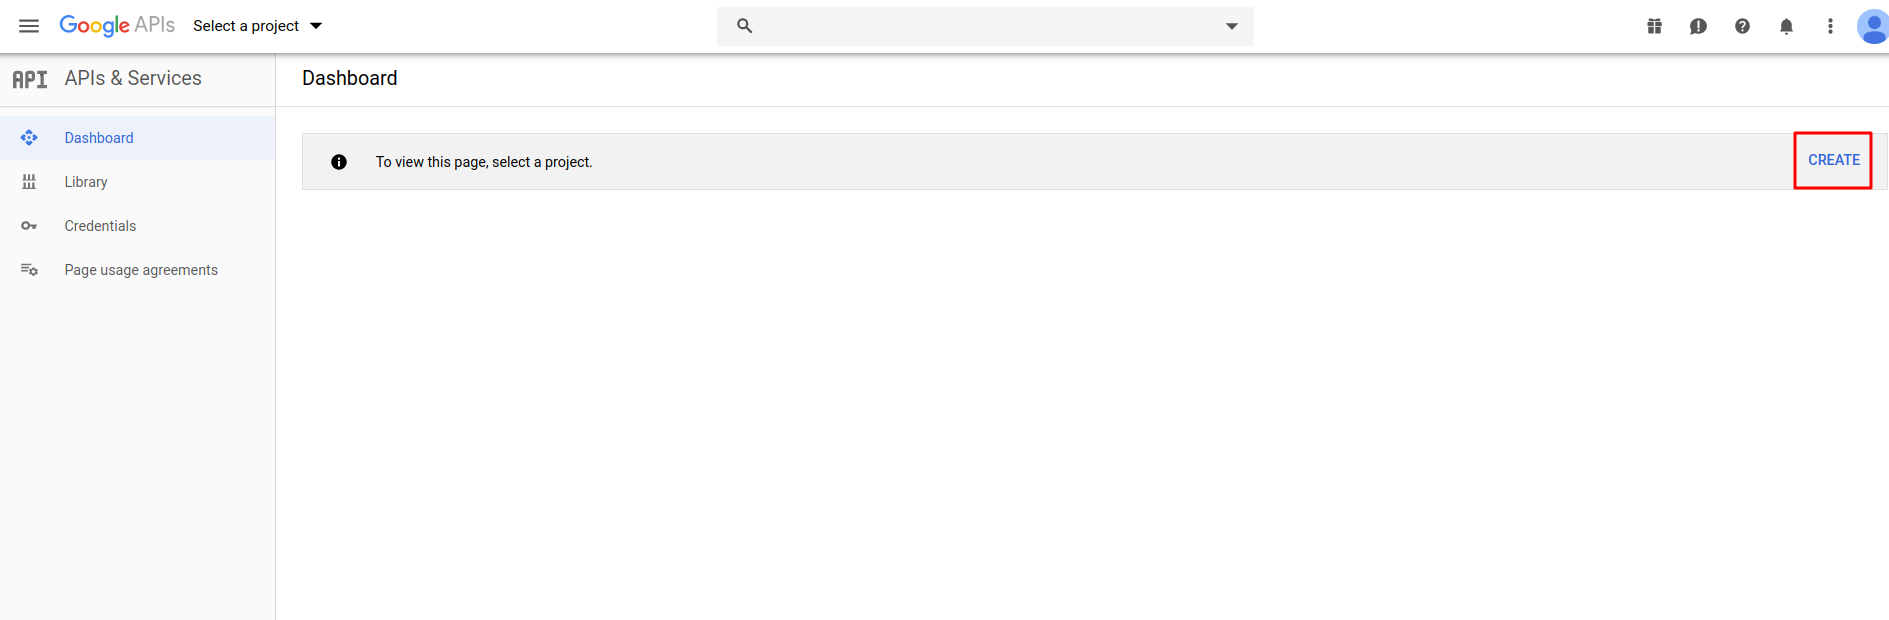 Google APIs Select a project
API APIs & Services
Dashboard
Dashboard
Library
Credentials
Page usage agreements
To view this page, select a project.
CREATE